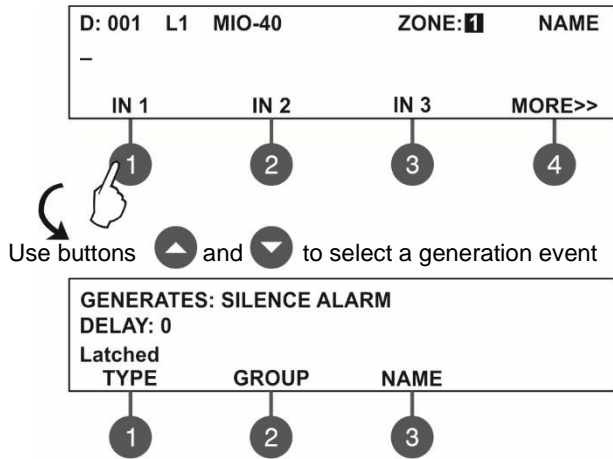 D: 001 L1 MIO-40 ZONE:1 NAME
_
IN 1 IN 2 IN 3 MORE>>
1 2 3 4
Use buttons and to select a generation event
GENERATES: SILENCE ALARM
DELAY: 0
Latched
TYPE GROUP NAME
1 2 3